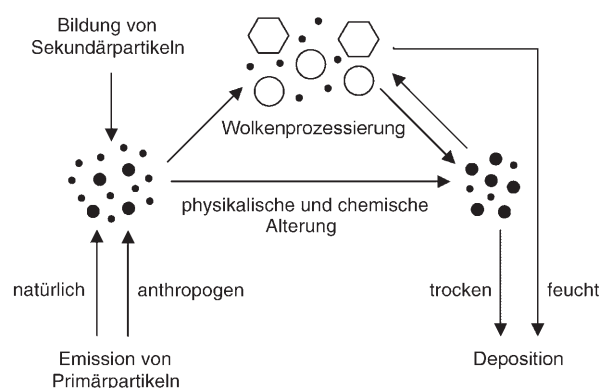 Bildung von
Sekundärpartikeln
Wolkenprozessierung
physikalische und chemische
Alterung
natürlich
anthropogen
trocken
feucht
Emission von
Primärpartikeln
Deposition